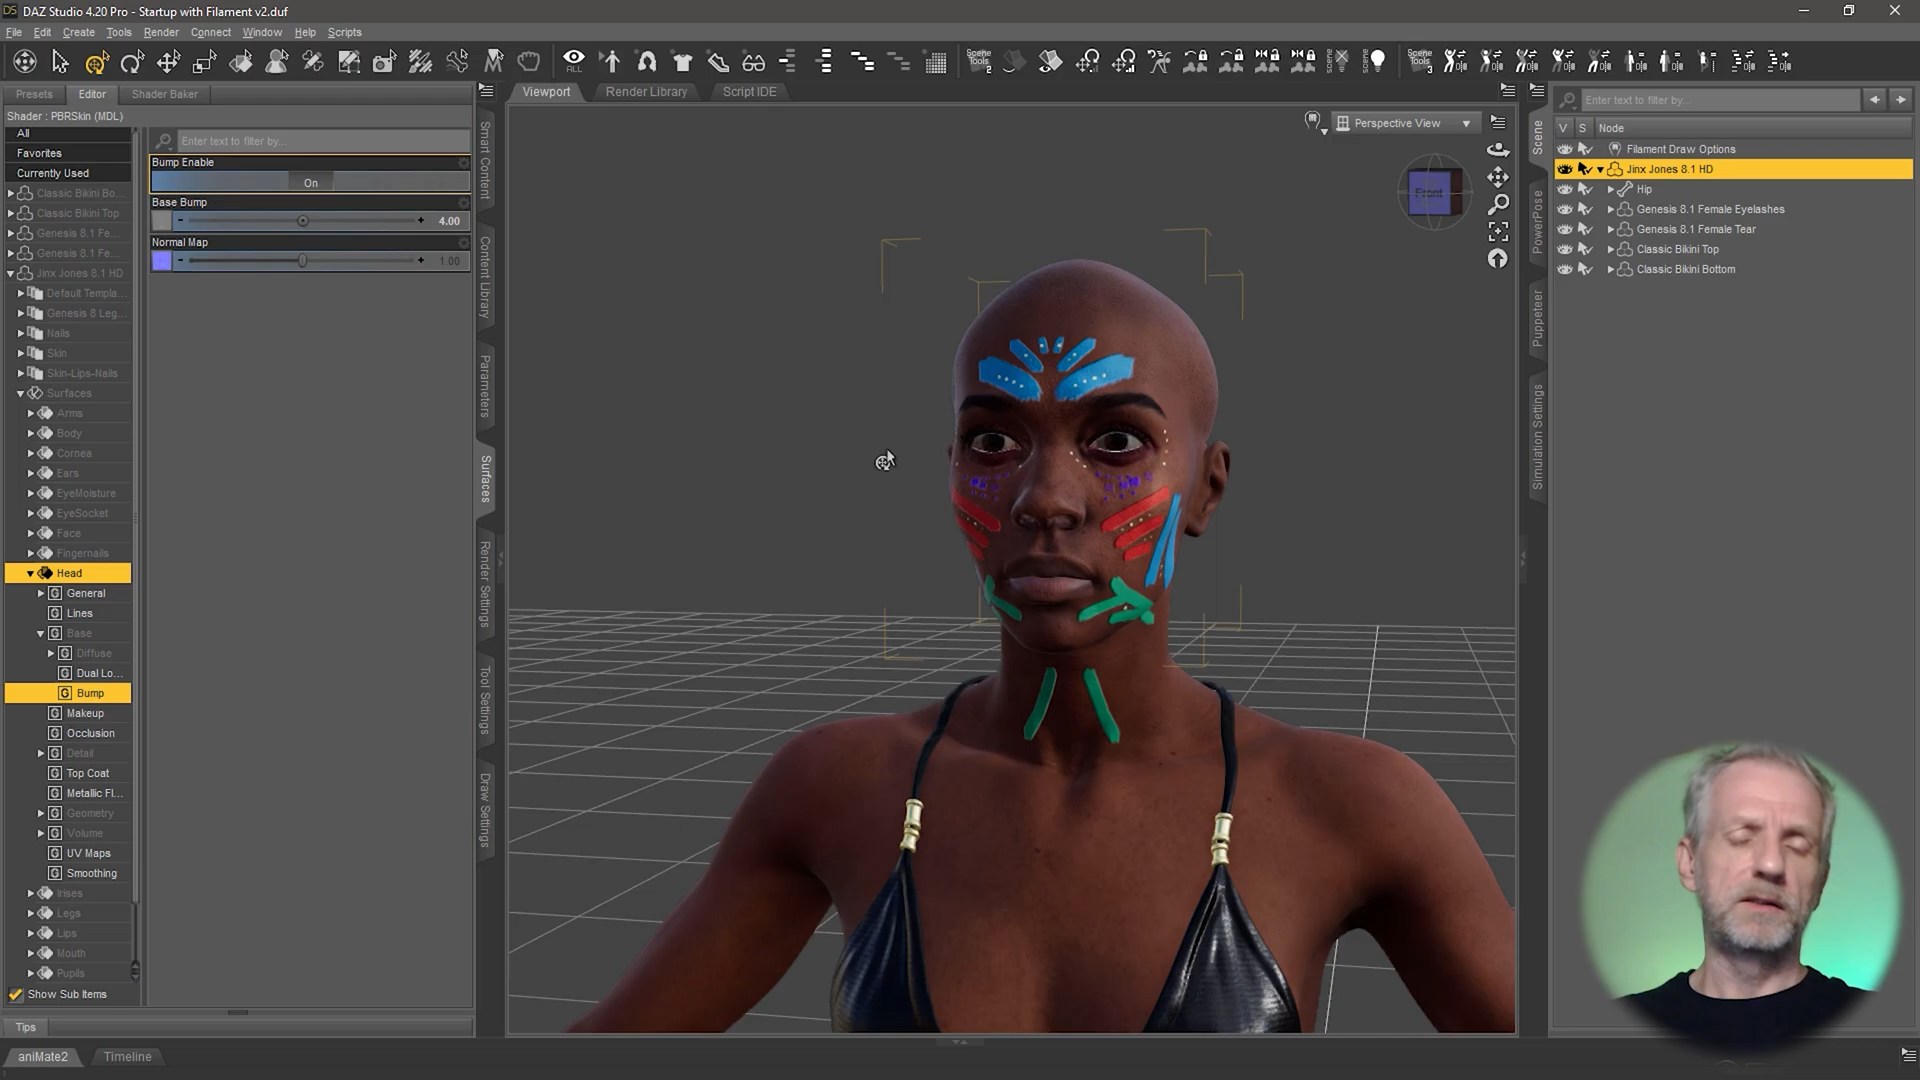 DAZ Studio 4.20 Pro - Startup with Filament v2.duf
File Edit Create Tools Render Connect Window Help Scripts
ALL
Scene Tools 2
Scene Tools 3
Presets Editor Shader Baker
Shader : PBRSkin (MDL)
All
Favorites
Currently Used
Classic Bikini Bo...
Classic Bikini Top
Genesis 8.1 Fe...
Genesis 8.1 Fe...
Jinx Jones 8.1 HD
Default Templa...
Genesis 8 Leg...
Nails
Skin
Skin-Lips-Nails
Surfaces
Arms
Body
Cornea
Ears
EyeMoisture
EyeSocket
Face
Fingernails
Head
General
Lines
Base
Diffuse
Dual Lo...
Bump
Makeup
Occlusion
Detail
Top Coat
Metallic Fl...
Geometry
Volume
UV Maps
Smoothing
Irises
Legs
Lips
Mouth
Pupils
Show Sub Items
Tips
aniMate2 Timeline
Enter text to filter by...
Bump Enable
On
Base Bump
- + 4.00
Normal Map
- + 1.00
Smart Content
Content Library
Parameters
Surfaces
Render Settings
Tool Settings
Draw Settings
Viewport Render Library Script IDE
Perspective View
Front
Scene
PowerPose
Puppeteer
Simulation Settings
Enter text to filter by...
V S Node
Filament Draw Options
Jinx Jones 8.1 HD
Hip
Genesis 8.1 Female Eyelashes
Genesis 8.1 Female Tear
Classic Bikini Top
Classic Bikini Bottom